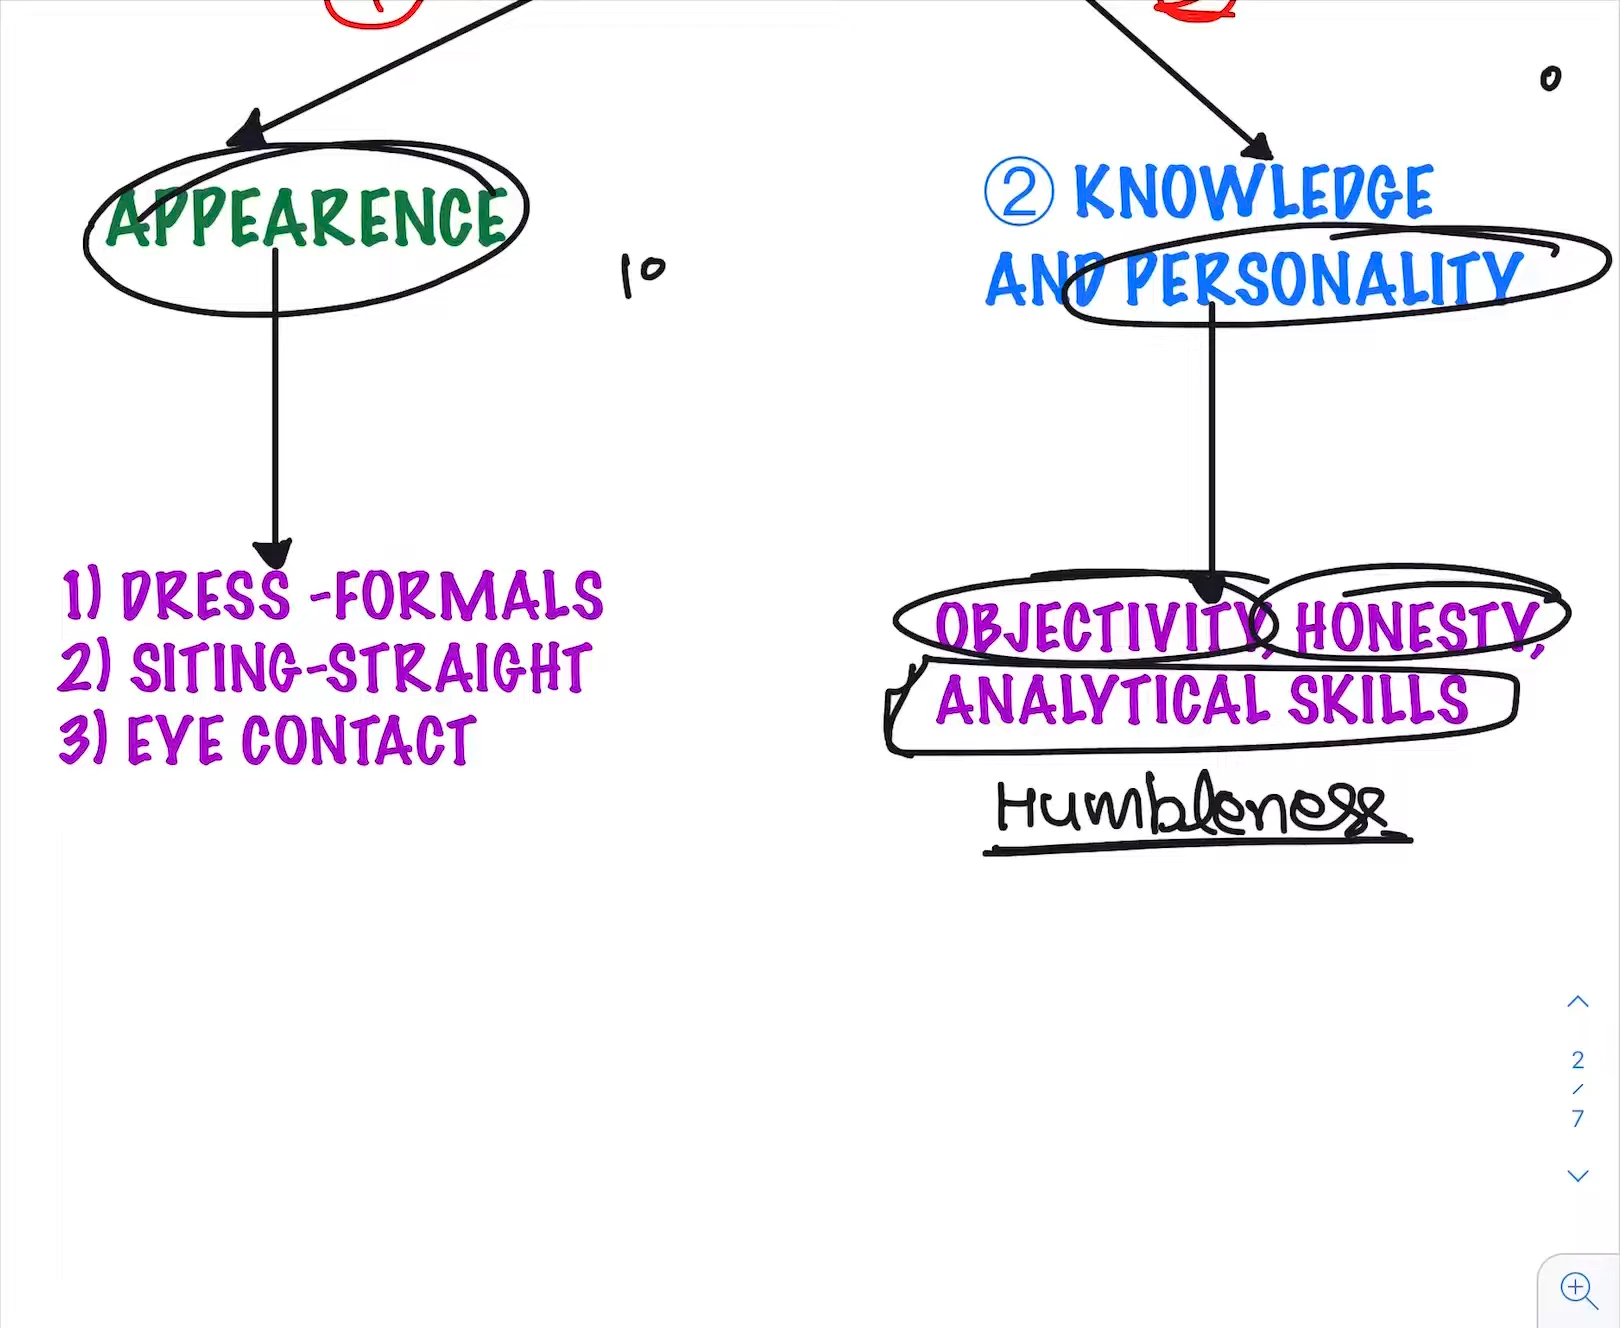 APPEARENCE
10
1) DRESS -FORMALS
2) SITING-STRAIGHT
3) EYE CONTACT
0
② KNOWLEDGE
AND PERSONALITY
OBJECTIVITY, HONESTY,
ANALYTICAL SKILLS
Humbleness
2
/
7